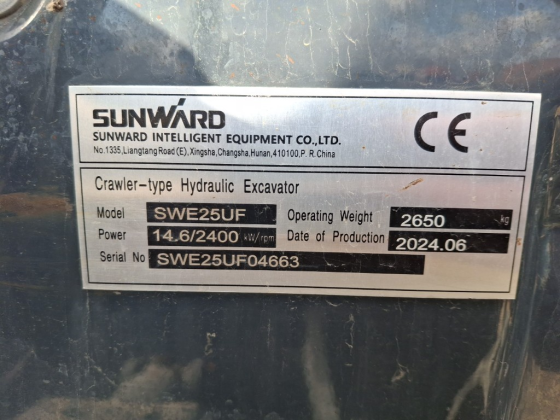 SUNWARD
SUNWARD INTELLIGENT EQUIPMENT CO.,LTD.
No.1335,Liangtang Road(E),Xingsha,Changsha,Hunan,410100,P. R. China
CE
Crawler-type Hydraulic Excavator
Model SWE25UF Operating Weight 2650 kg
Power 14.6/2400 kW/rpm Date of Production 2024.06
Serial No SWE25UF04663